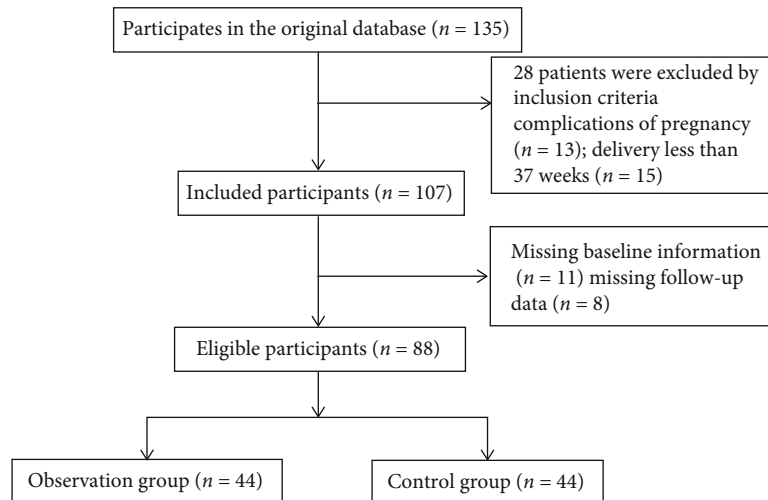 Participates in the original database (n = 135)
28 patients were excluded by
inclusion criteria
complications of pregnancy
(n = 13); delivery less than
37 weeks (n = 15)
Included participants (n = 107)
Missing baseline information
(n = 11) missing follow-up
data (n = 8)
Eligible participants (n = 88)
Observation group (n = 44)
Control group (n = 44)